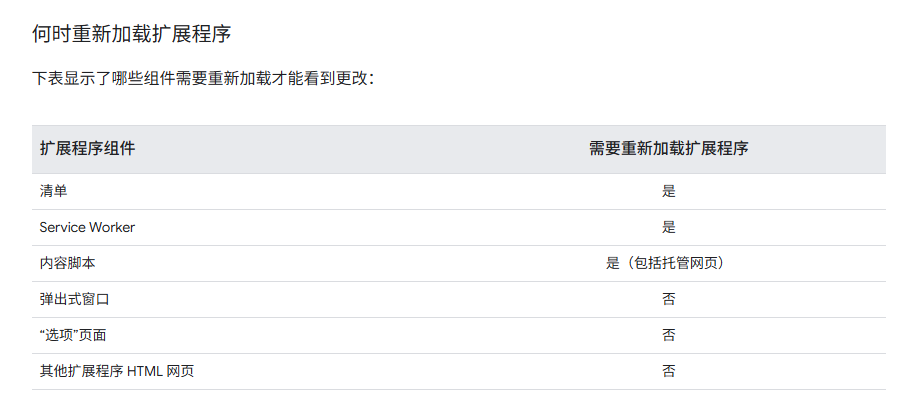 何时重新加载扩展程序
下表显示了哪些组件需要重新加载才能看到更改：
扩展程序组件 需要重新加载扩展程序
清单 是
Service Worker 是
内容脚本 是（包括托管网页）
弹出式窗口 否
“选项”页面 否
其他扩展程序 HTML 网页 否